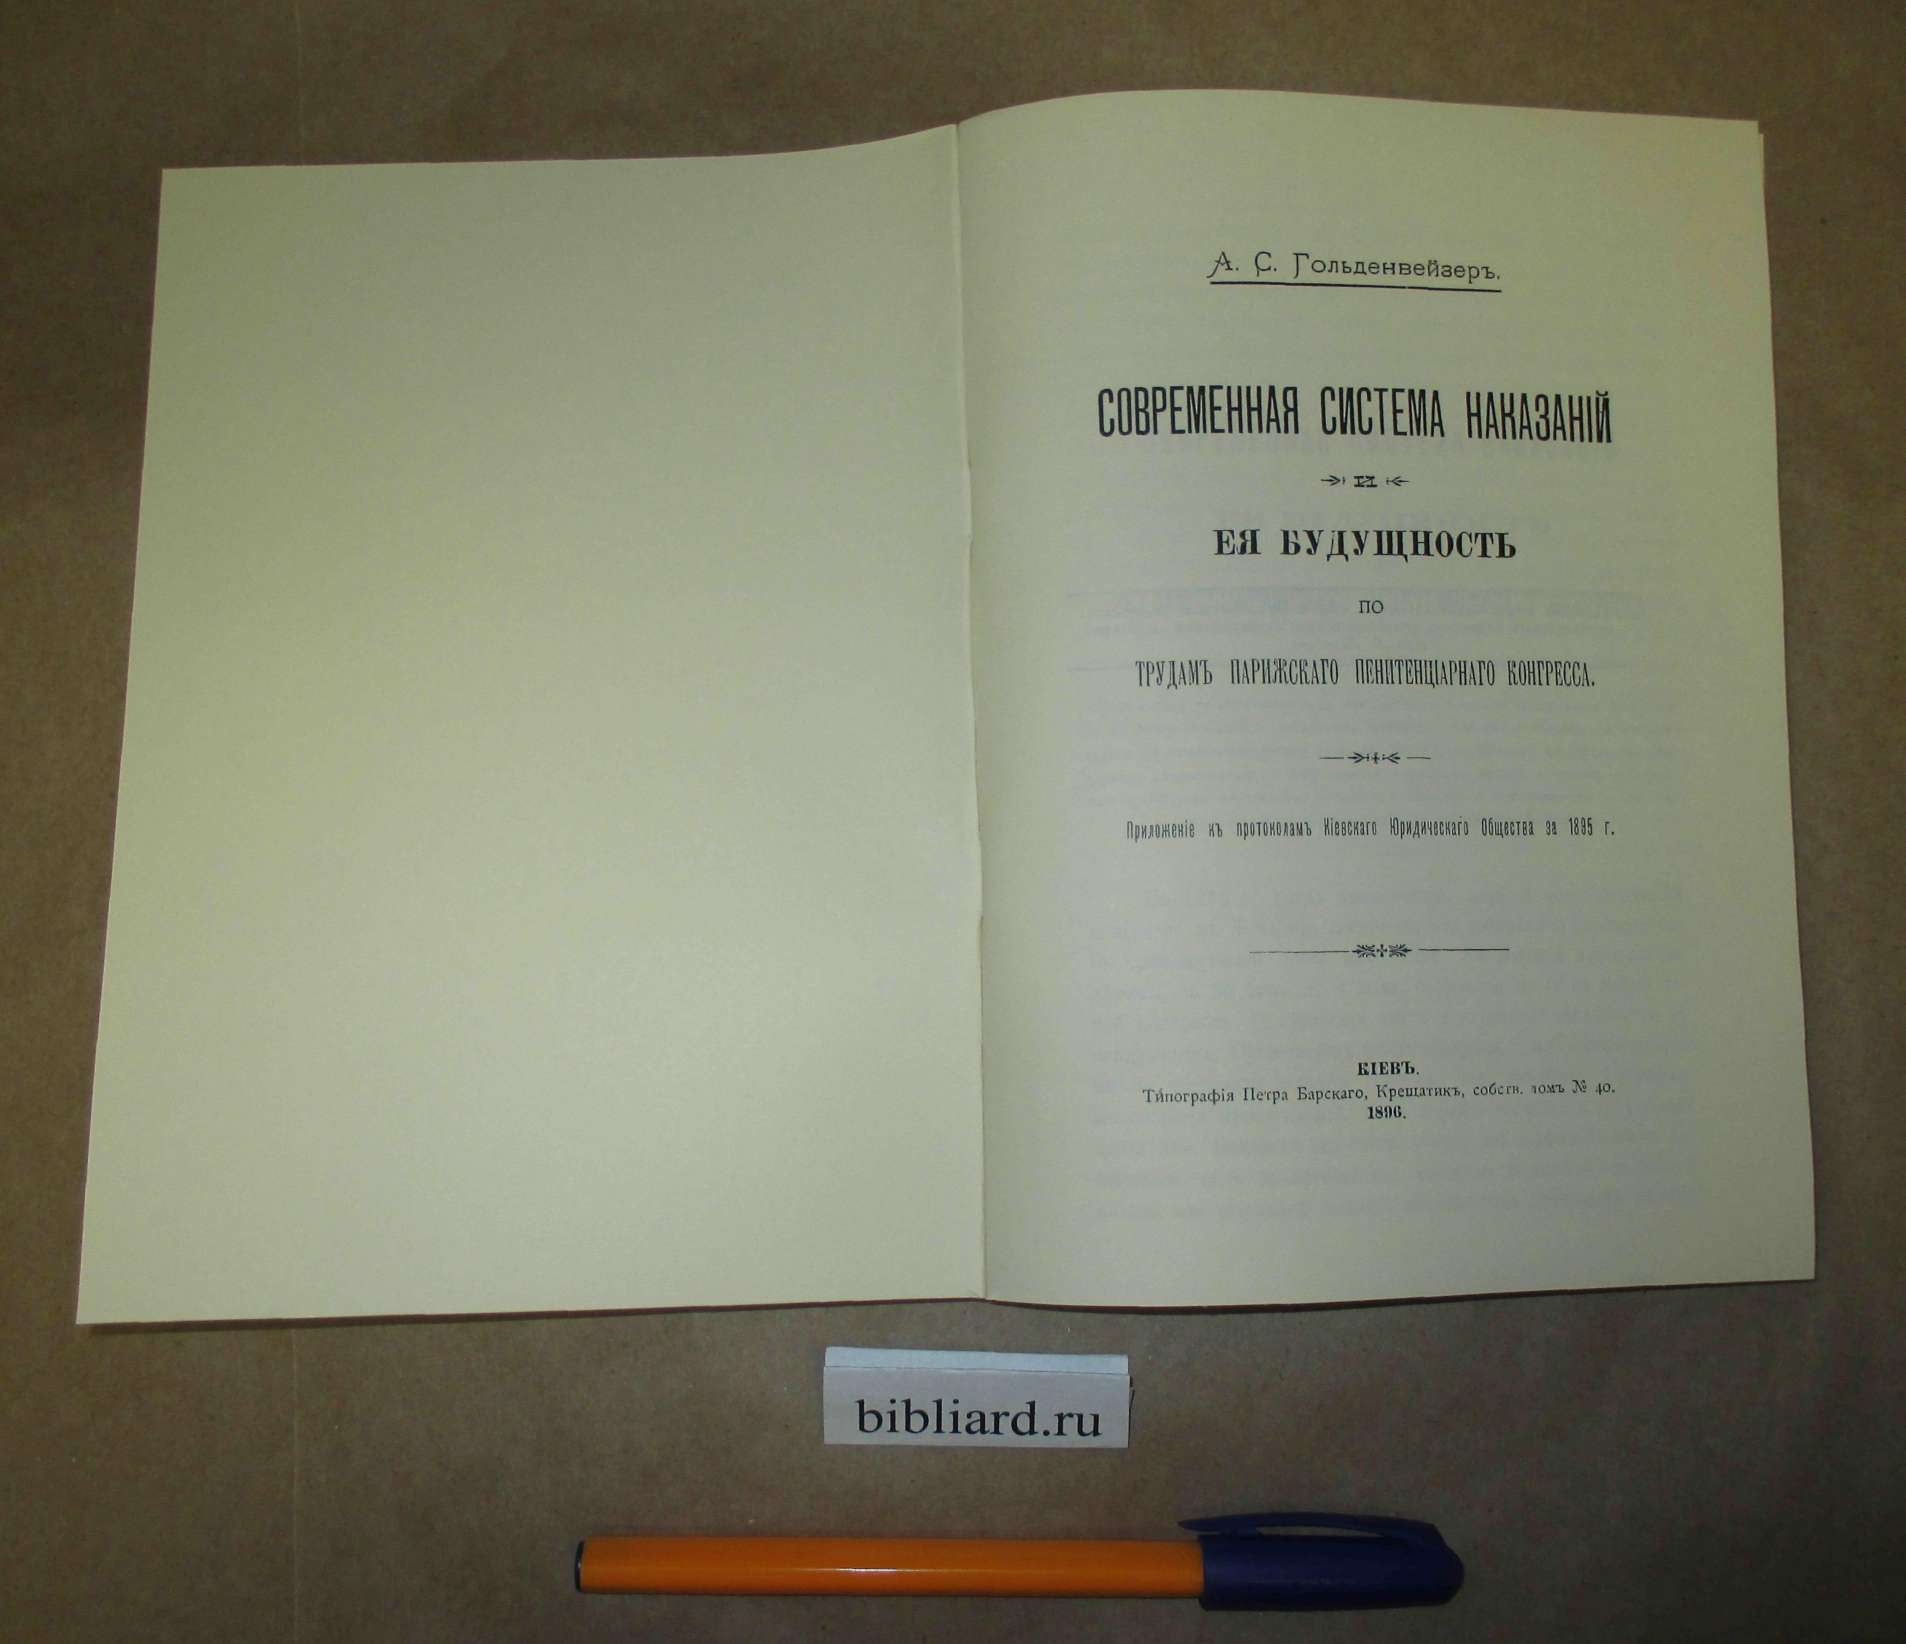 А. С. Гольденвейзеръ.
СОВРЕМЕННАЯ СИСТЕМА НАКАЗАНІЙ
И
ЕЯ БУДУЩНОСТЬ
ПО
ТРУДАМЪ ПАРИЖСКАГО ПЕНИТЕНЦІАРНАГО КОНГРЕССА.
Приложеніе къ протоколамъ Кіевскаго Юридическаго Общества за 1895 г.
КІЕВЪ.
Типографія Петра Барскаго, Крещатикъ, собств. домъ № 40.
1896.
bibliard.ru